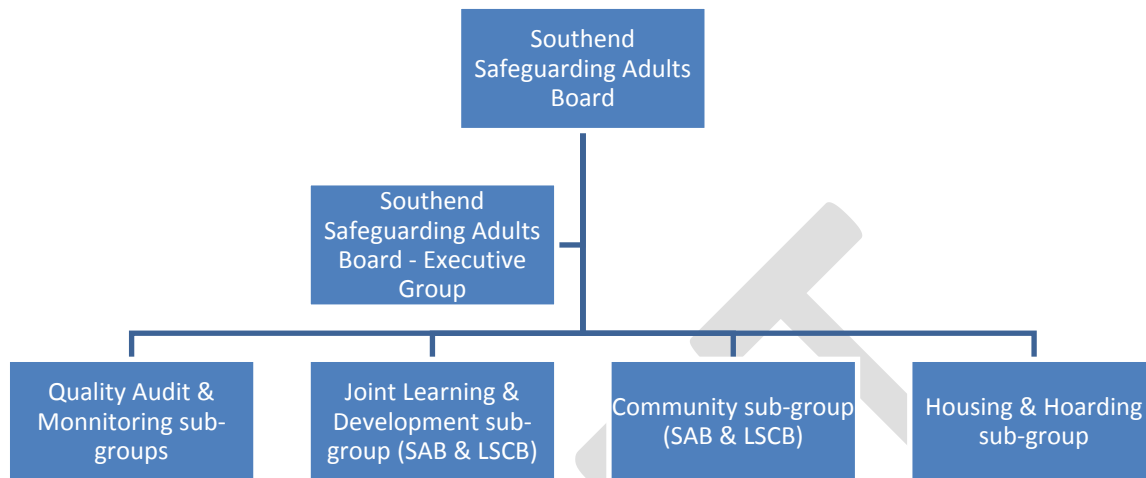 Southend
Safeguarding Adults
Board
Southend
Safeguarding Adults
Board - Executive
Group
Quality Audit &
Monnitoring sub-
groups
Joint Learning &
Development sub-
group (SAB & LSCB)
Community sub-group
(SAB & LSCB)
Housing & Hoarding
sub-group